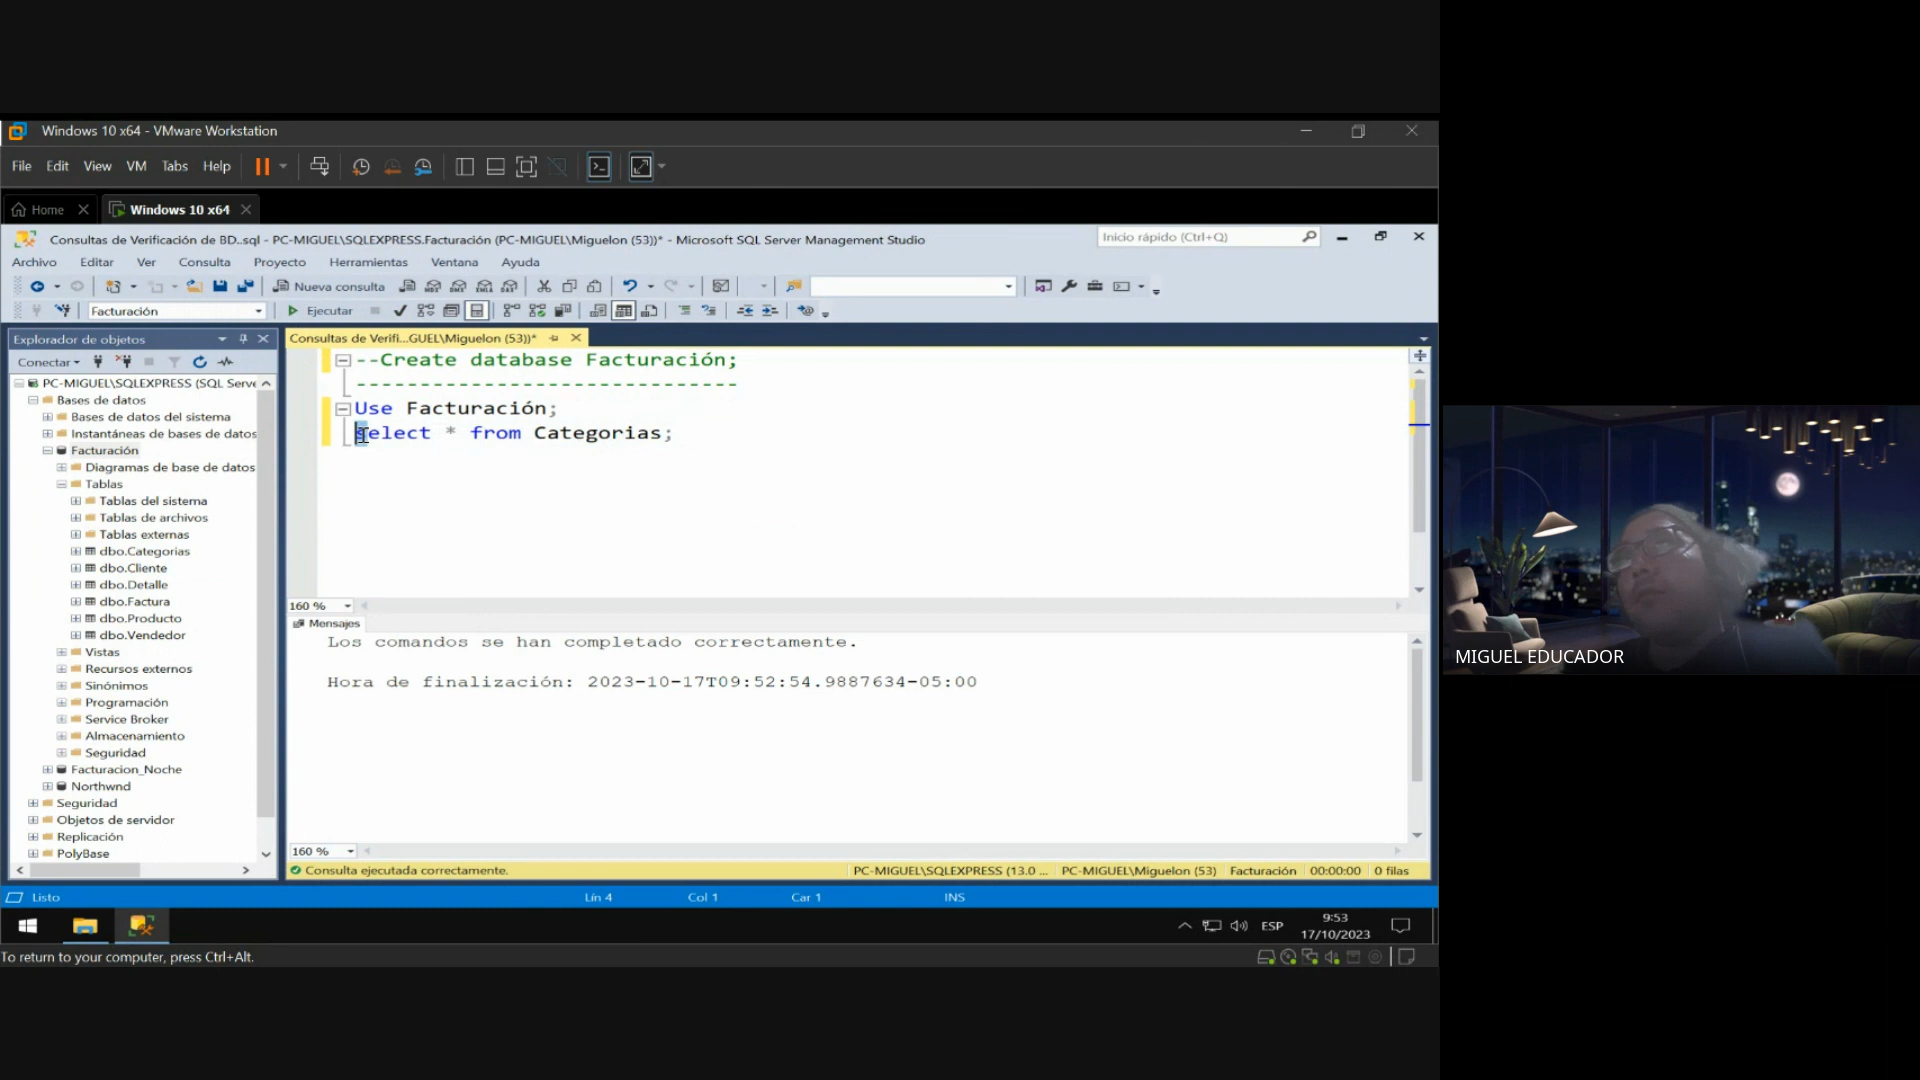 Windows 10 x64 - VMware Workstation
File Edit View VM Tabs Help
Home Windows 10 x64
Consultas de Verificación de BD..sql - PC-MIGUEL\SQLEXPRESS.Facturación (PC-MIGUEL\Miguelon (53))* - Microsoft SQL Server Management Studio
Inicio rápido (Ctrl+Q)
Archivo Editar Ver Consulta Proyecto Herramientas Ventana Ayuda
Nueva consulta
Facturación Ejecutar
Explorador de objetos
Conectar
PC-MIGUEL\SQLEXPRESS (SQL Serve
Bases de datos
Bases de datos del sistema
Instantáneas de bases de datos
Facturación
Diagramas de base de datos
Tablas
Tablas del sistema
Tablas de archivos
Tablas externas
dbo.Categorias
dbo.Cliente
dbo.Detalle
dbo.Factura
dbo.Producto
dbo.Vendedor
Vistas
Recursos externos
Sinónimos
Programación
Service Broker
Almacenamiento
Seguridad
Facturacion_Noche
Northwnd
Seguridad
Objetos de servidor
Replicación
PolyBase
Consultas de Verifi...GUEL\Miguelon (53))*
--Create database Facturación;
------------------------------
Use Facturación;
select * from Categorias;
160 %
Mensajes
Los comandos se han completado correctamente.
Hora de finalización: 2023-10-17T09:52:54.9887634-05:00
160 %
Consulta ejecutada correctamente.
PC-MIGUEL\SQLEXPRESS (13.0 ... PC-MIGUEL\Miguelon (53) Facturación 00:00:00 0 filas
Listo Lín 4 Col 1 Car 1 INS
ESP
9:53
17/10/2023
To return to your computer, press Ctrl+Alt.
MIGUEL EDUCADOR